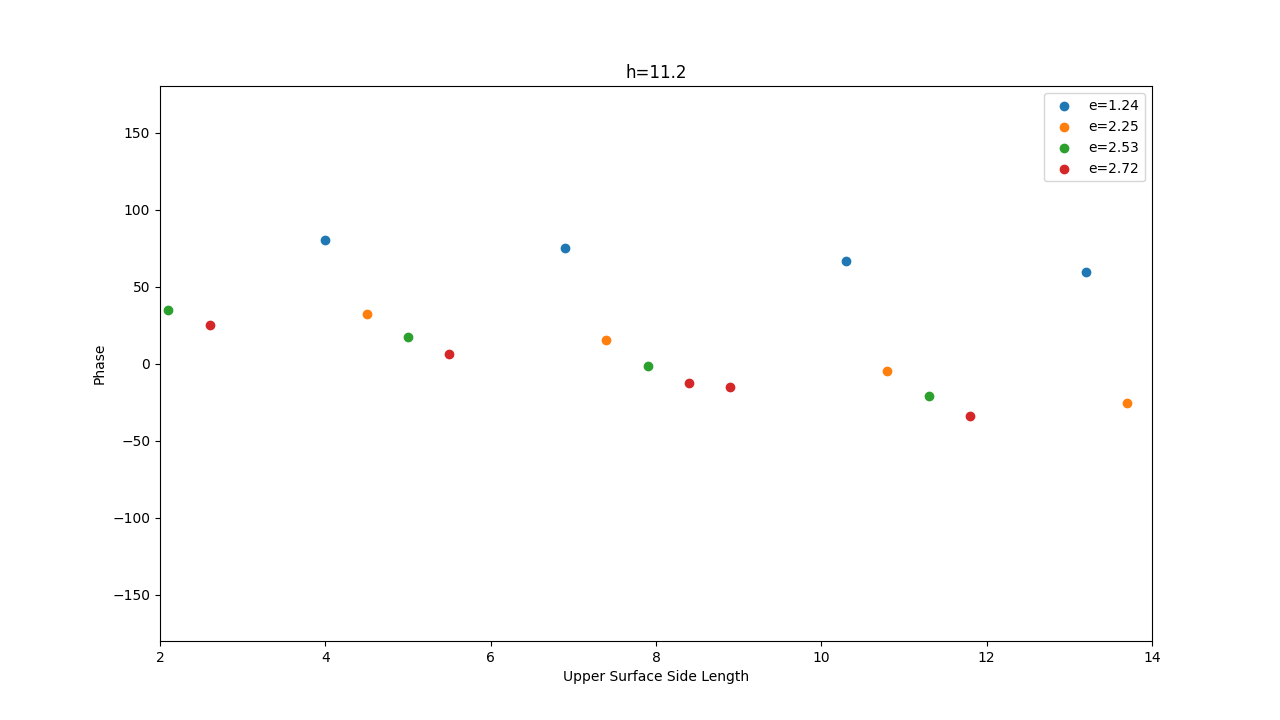 h=11.2
e=1.24
e=2.25
e=2.53
e=2.72
150
100
50
0
−50
−100
−150
Phase
2 4 6 8 10 12 14
Upper Surface Side Length